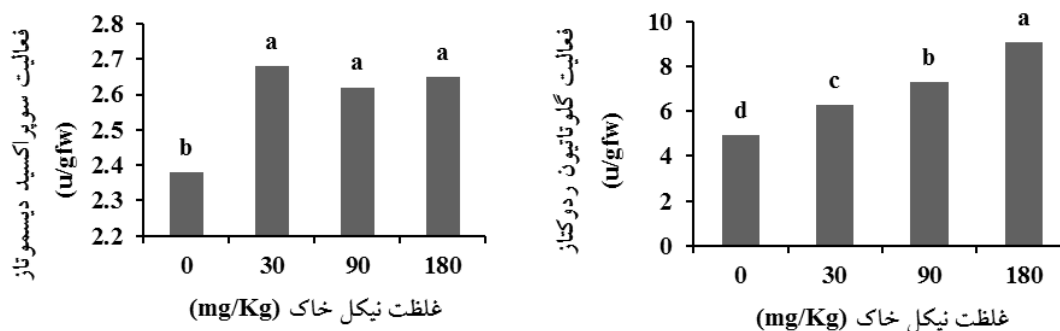 فعالیت سوپراکسید دیسموتاز
(u/gfw)
2.8
2.7
2.6
2.5
2.4
2.3
2.2
b
a
a
a
0 30 90 180
غلظت نیکل خاک (mg/Kg)
فعالیت گلوتاتیون ردوکتاز
(u/gfw)
10
8
6
4
2
0
d
c
b
a
0 30 90 180
غلظت نیکل خاک (mg/Kg)